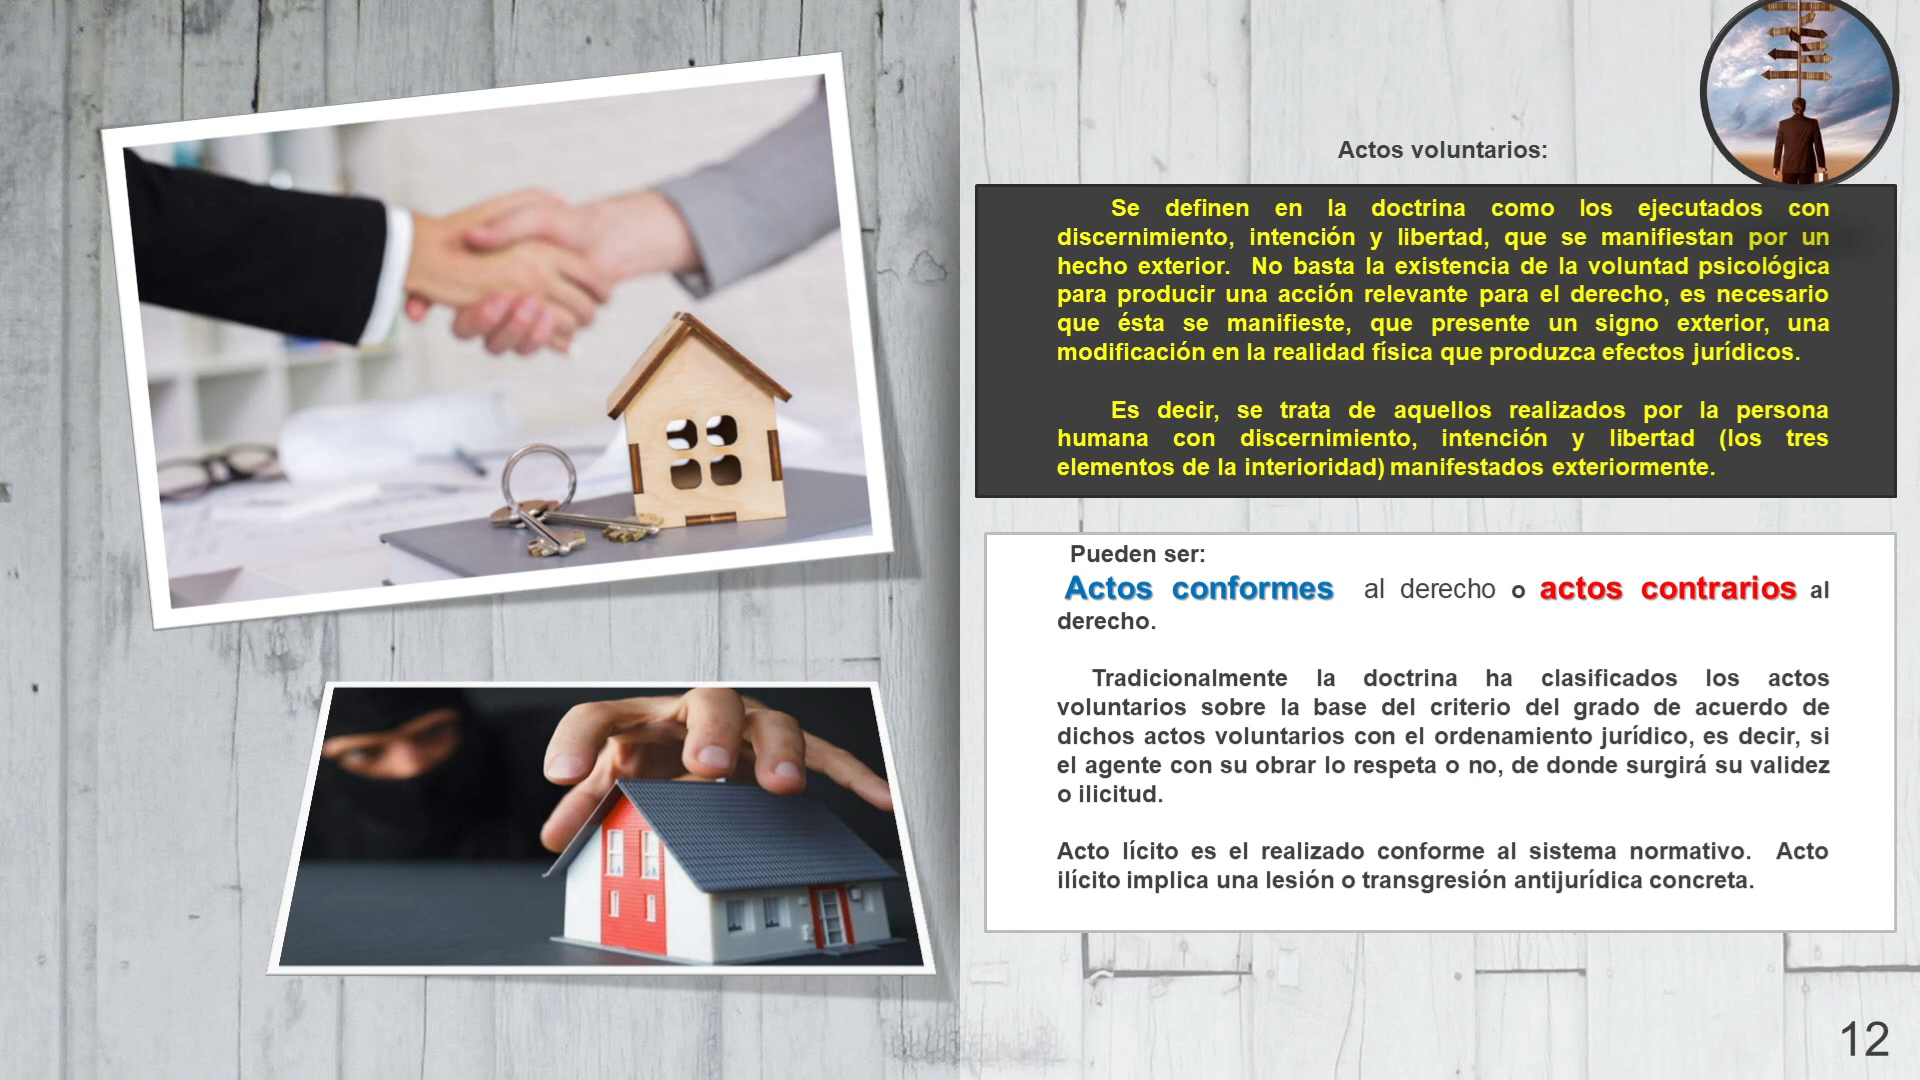 Actos voluntarios:
Se definen en la doctrina como los ejecutados con
discernimiento, intención y libertad, que se manifiestan por un
hecho exterior. No basta la existencia de la voluntad psicológica
para producir una acción relevante para el derecho, es necesario
que ésta se manifieste, que presente un signo exterior, una
modificación en la realidad física que produzca efectos jurídicos.
Es decir, se trata de aquellos realizados por la persona
humana con discernimiento, intención y libertad (los tres
elementos de la interioridad) manifestados exteriormente.
Pueden ser:
Actos conformes al derecho o actos contrarios al
derecho.
Tradicionalmente la doctrina ha clasificados los actos
voluntarios sobre la base del criterio del grado de acuerdo de
dichos actos voluntarios con el ordenamiento jurídico, es decir, si
el agente con su obrar lo respeta o no, de donde surgirá su validez
o ilicitud.
Acto lícito es el realizado conforme al sistema normativo. Acto
ilícito implica una lesión o transgresión antijurídica concreta.
12